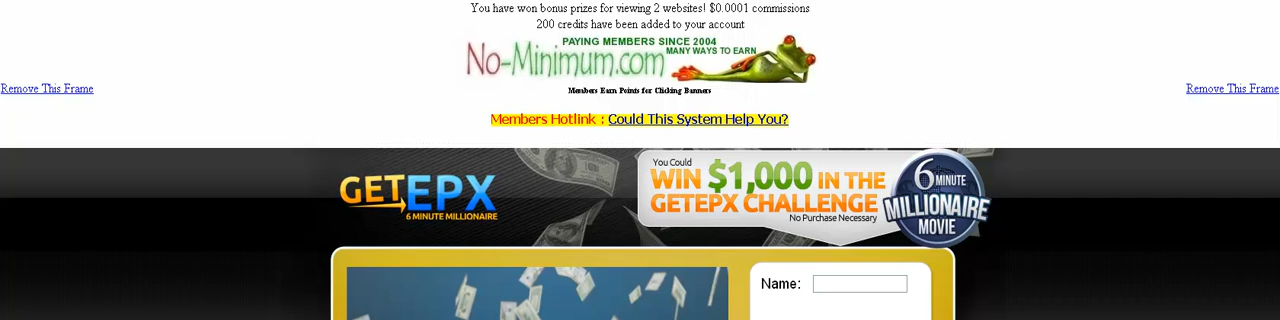 You have won bonus prizes for viewing 2 websites! $0.0001 commissions
200 credits have been added to your account
PAYING MEMBERS SINCE 2004
MANY WAYS TO EARN
No-Minimum.com
Remove This Frame
Members Earn Points for Clicking Banners
Remove This Frame
Members Hotlink : Could This System Help You?
GETEPX
6 MINUTE MILLIONAIRE
You Could
WIN $1,000 IN THE
GETEPX CHALLENGE
No Purchase Necessary
6 MINUTE
MILLIONAIRE
MOVIE
Name: